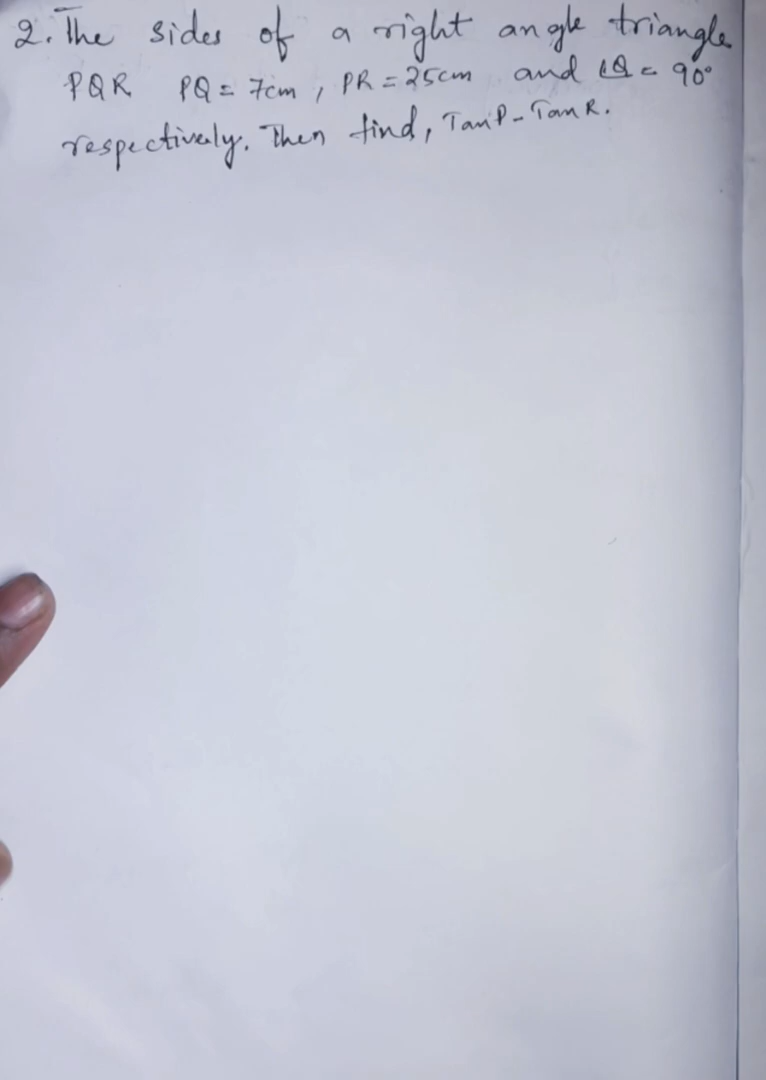 2. The sides of a right angle triangle
PQR PQ = 7cm, PR = 25cm and ∠Q = 90°
respectively. Then find, TanP - TanR.